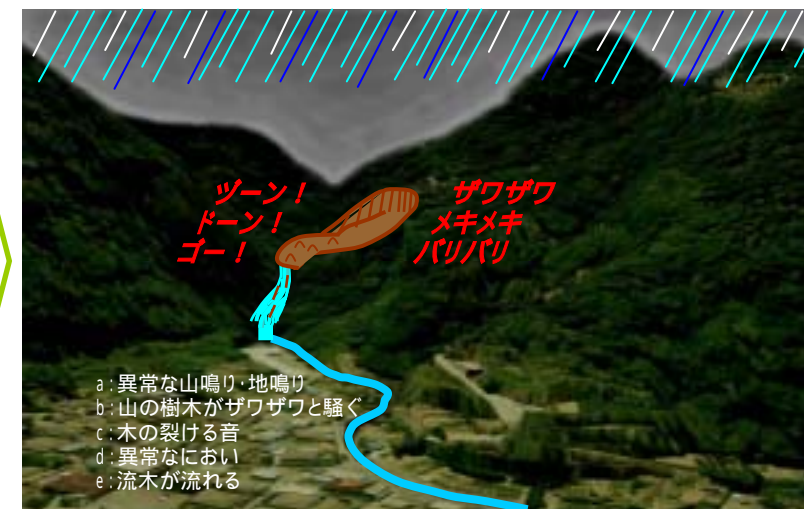 ヅーン！
ドーン！
ゴー！
ザワザワ
メキメキ
バリバリ
a:異常な山鳴り・地鳴り
b:山の樹木がザワザワと騒ぐ
c:木の裂ける音
d:異常なにおい
e:流木が流れる